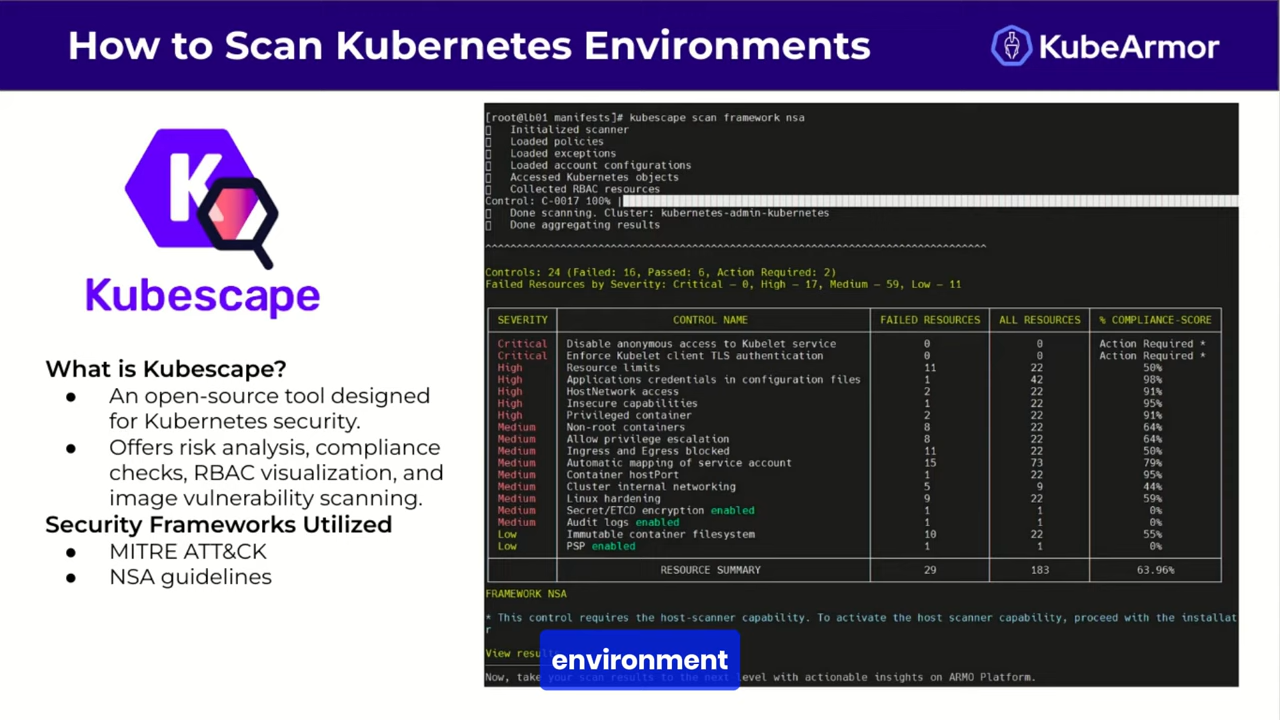 How to Scan Kubernetes Environments
KubeArmor
K
Kubescape
What is Kubescape?
● An open-source tool designed
for Kubernetes security.
● Offers risk analysis, compliance
checks, RBAC visualization, and
image vulnerability scanning.
Security Frameworks Utilized
● MITRE ATT&CK
● NSA guidelines
[root@lb01 manifests]# kubescape scan framework nsa
Initialized scanner
Loaded policies
Loaded exceptions
Loaded account configurations
Accessed Kubernetes objects
Collected RBAC resources
Control: C-0017 100% |
Done scanning. Cluster: kubernetes-admin-kubernetes
Done aggregating results
^^^^^^^^^^^^^^^^^^^^^^^^^^^^^^^^^^^^^^^^^^^^^^^^^^^^^^^^^^^^^^^^^^^^^^^^^^^^^^^^
Controls: 24 (Failed: 16, Passed: 6, Action Required: 2)
Failed Resources by Severity: Critical — 0, High — 17, Medium — 59, Low — 11
SEVERITY CONTROL NAME FAILED RESOURCES ALL RESOURCES % COMPLIANCE-SCORE
Critical Disable anonymous access to Kubelet service 0 0 Action Required *
Critical Enforce Kubelet client TLS authentication 0 0 Action Required *
High Resource limits 11 22 50%
High Applications credentials in configuration files 1 42 98%
High HostNetwork access 2 22 91%
High Insecure capabilities 1 22 95%
High Privileged container 2 22 91%
Medium Non-root containers 8 22 64%
Medium Allow privilege escalation 8 22 64%
Medium Ingress and Egress blocked 11 22 50%
Medium Automatic mapping of service account 15 73 79%
Medium Container hostPort 1 22 95%
Medium Cluster internal networking 5 9 44%
Medium Linux hardening 9 22 59%
Medium Secret/ETCD encryption enabled 1 1 0%
Medium Audit logs enabled 1 1 0%
Low Immutable container filesystem 10 22 55%
Low PSP enabled 1 1 0%
RESOURCE SUMMARY 29 183 63.96%
FRAMEWORK NSA
* This control requires the host-scanner capability. To activate the host scanner capability, proceed with the installat
r
View resu
environment
Now, take your scan results to the next level with actionable insights on ARMO Platform.